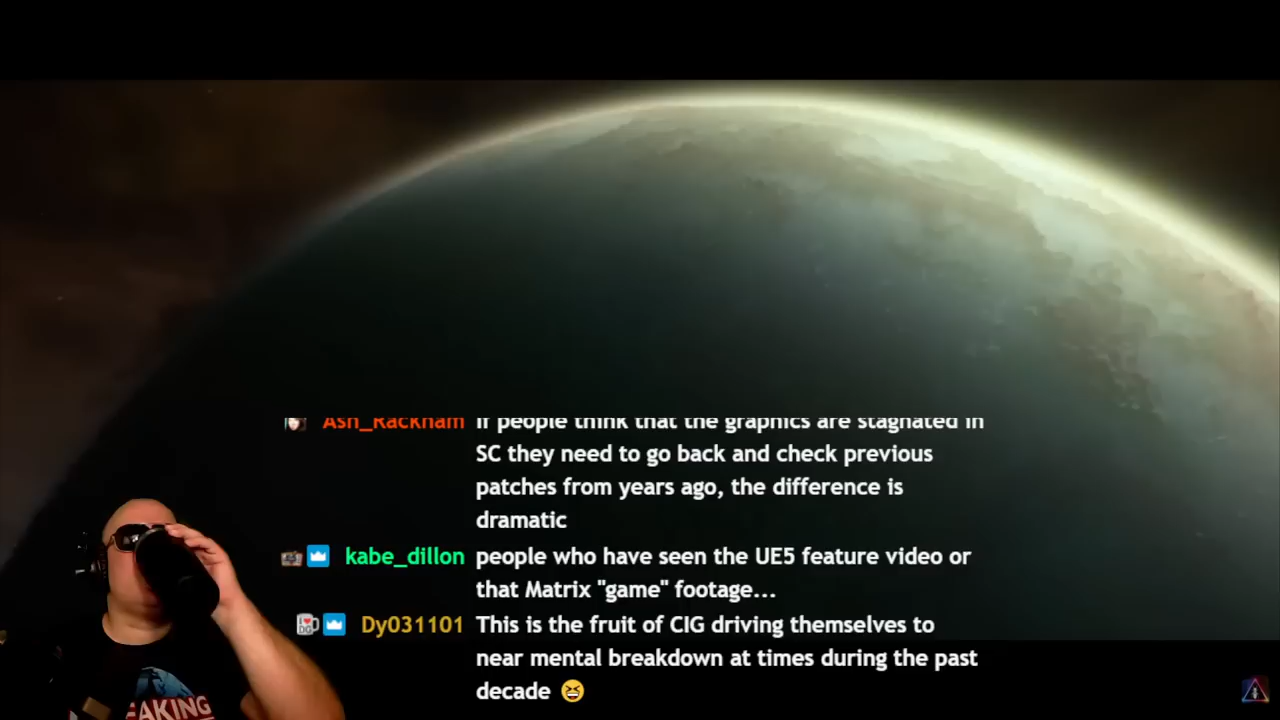 Ash_Rackham If people think that the graphics are stagnated in
SC they need to go back and check previous
patches from years ago, the difference is
dramatic
kabe_dillon people who have seen the UE5 feature video or
that Matrix "game" footage...
Dy031101 This is the fruit of CIG driving themselves to
near mental breakdown at times during the past
decade 😆
EAKING